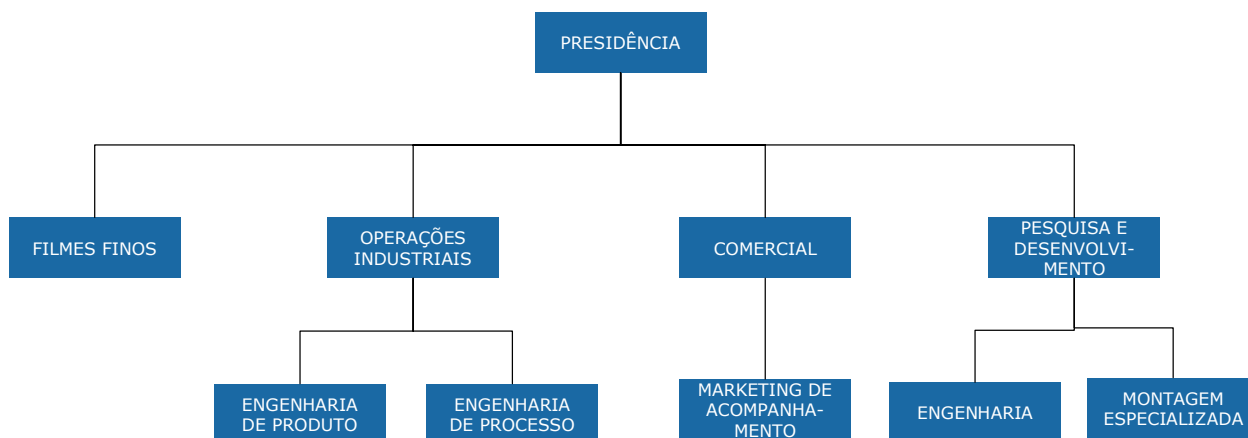 PRESIDÊNCIA
FILMES FINOS
OPERAÇÕES
INDUSTRIAIS
COMERCIAL
PESQUISA E
DESENVOLVI-
MENTO
ENGENHARIA
DE PRODUTO
ENGENHARIA
DE PROCESSO
MARKETING DE
ACOMPANHA-
MENTO
ENGENHARIA
MONTAGEM
ESPECIALIZADA